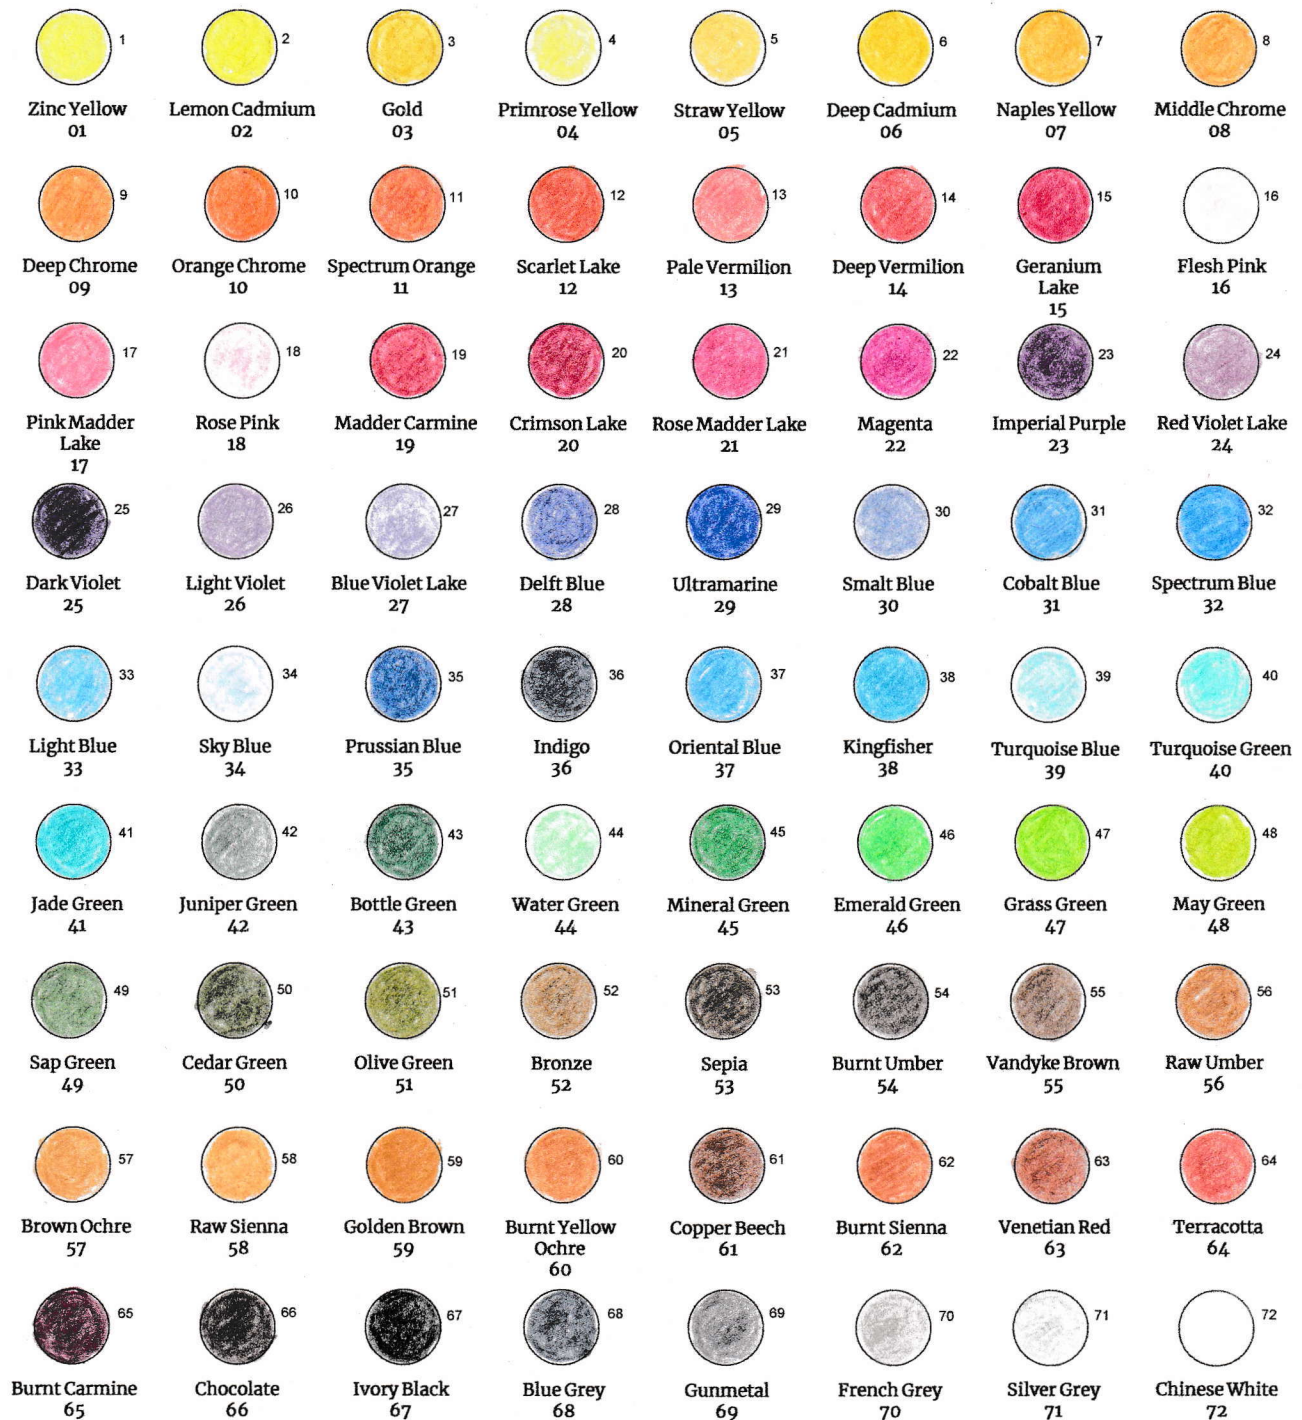 1 2 3 4 5 6 7 8
Zinc Yellow Lemon Cadmium Gold Primrose Yellow Straw Yellow Deep Cadmium Naples Yellow Middle Chrome
01 02 03 04 05 06 07 08
9 10 11 12 13 14 15 16
Deep Chrome Orange Chrome Spectrum Orange Scarlet Lake Pale Vermilion Deep Vermilion Geranium Flesh Pink
09 10 11 12 13 14 Lake 16
15
17 18 19 20 21 22 23 24
Pink Madder Rose Pink Madder Carmine Crimson Lake Rose Madder Lake Magenta Imperial Purple Red Violet Lake
Lake 18 19 20 21 22 23 24
17
25 26 27 28 29 30 31 32
Dark Violet Light Violet Blue Violet Lake Delft Blue Ultramarine Smalt Blue Cobalt Blue Spectrum Blue
25 26 27 28 29 30 31 32
33 34 35 36 37 38 39 40
Light Blue Sky Blue Prussian Blue Indigo Oriental Blue Kingfisher Turquoise Blue Turquoise Green
33 34 35 36 37 38 39 40
41 42 43 44 45 46 47 48
Jade Green Juniper Green Bottle Green Water Green Mineral Green Emerald Green Grass Green May Green
41 42 43 44 45 46 47 48
49 50 51 52 53 54 55 56
Sap Green Cedar Green Olive Green Bronze Sepia Burnt Umber Vandyke Brown Raw Umber
49 50 51 52 53 54 55 56
57 58 59 60 61 62 63 64
Brown Ochre Raw Sienna Golden Brown Burnt Yellow Copper Beech Burnt Sienna Venetian Red Terracotta
57 58 59 Ochre 61 62 63 64
60
65 66 67 68 69 70 71 72
Burnt Carmine Chocolate Ivory Black Blue Grey Gunmetal French Grey Silver Grey Chinese White
65 66 67 68 69 70 71 72